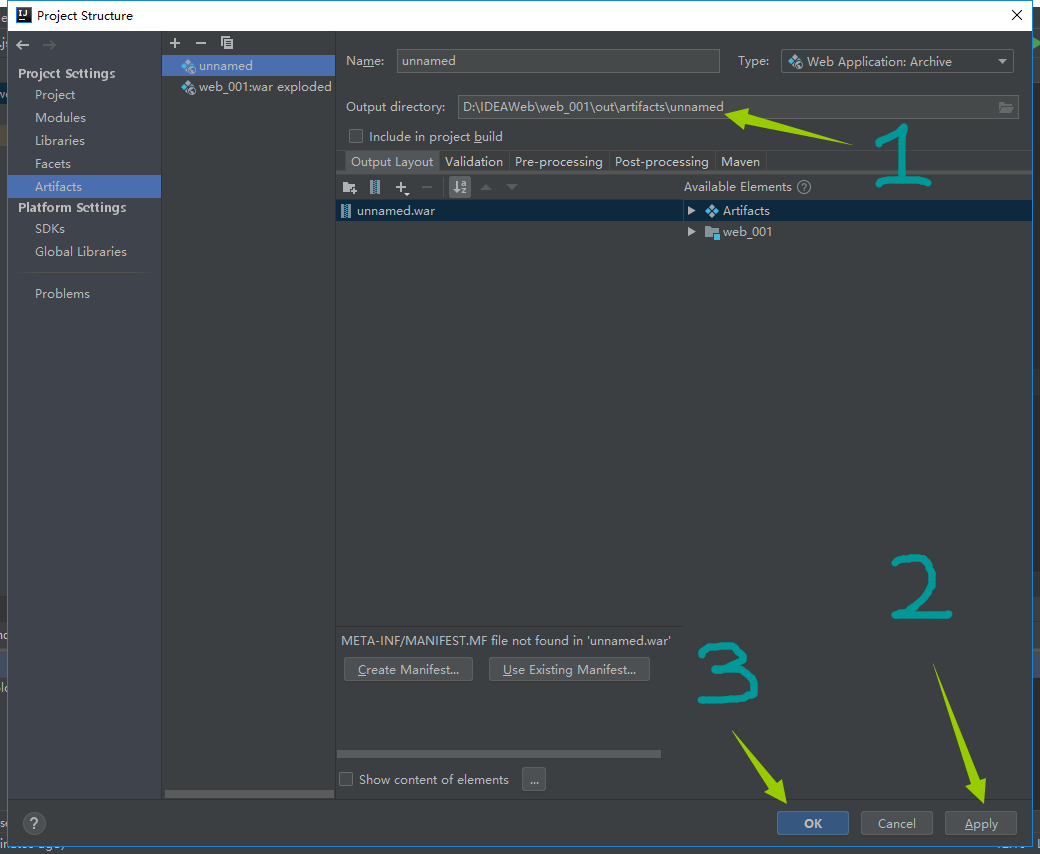 Project Structure
Project Settings
Project
Modules
Libraries
Facets
Artifacts
Platform Settings
SDKs
Global Libraries
Problems
unnamed
web_001:war exploded
Name: unnamed Type: Web Application: Archive
Output directory: D:\IDEAWeb\web_001\out\artifacts\unnamed
Include in project build
1
Output Layout Validation Pre-processing Post-processing Maven
Available Elements ?
unnamed.war
Artifacts
web_001
2
META-INF/MANIFEST.MF file not found in 'unnamed.war'
Create Manifest... Use Existing Manifest...
3
Show content of elements ...
? OK Cancel Apply